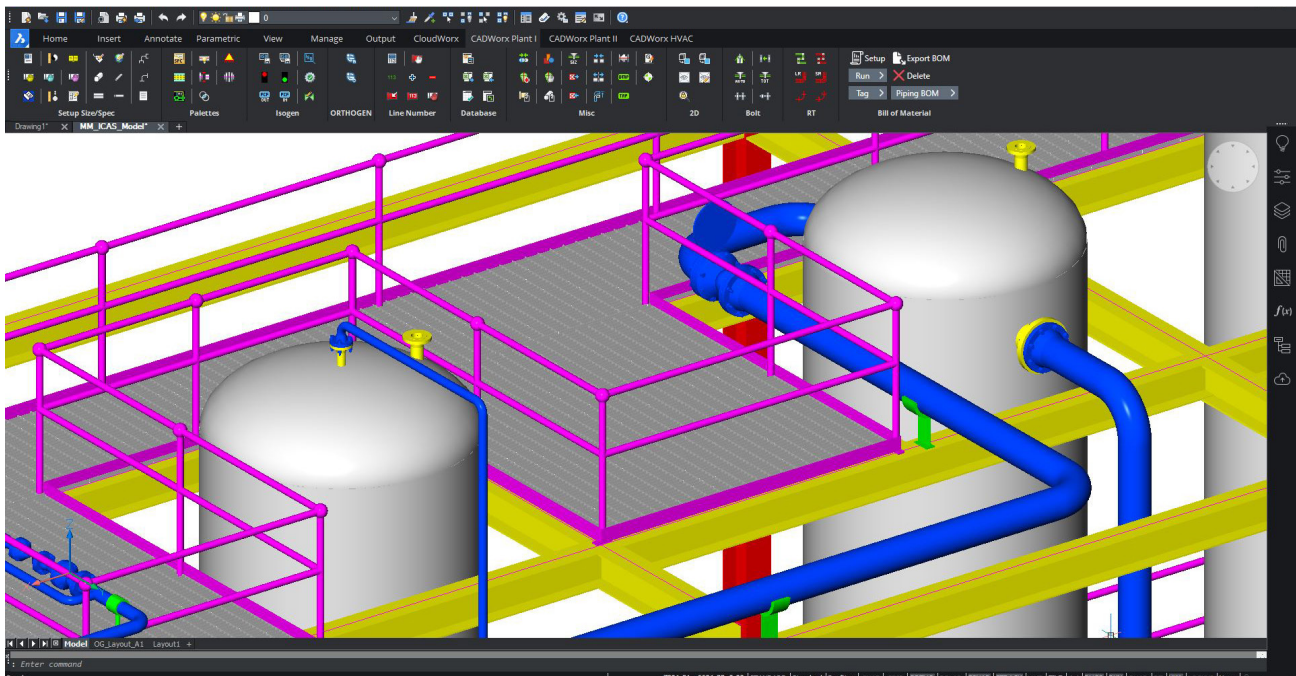 0
Home Insert Annotate Parametric View Manage Output CloudWorx CADWorx Plant I CADWorx Plant II CADWorx HVAC
Setup Export BOM
Run Delete
Tag Piping BOM
Setup Size/Spec Palettes Isogen ORTHOGEN Line Number Database Misc 2D Bolt RT Bill of Material
Drawing1* MM_ICAS_Model* +
f(x)
Z
Model OG_Layout_A1 Layout1 +
: Enter command